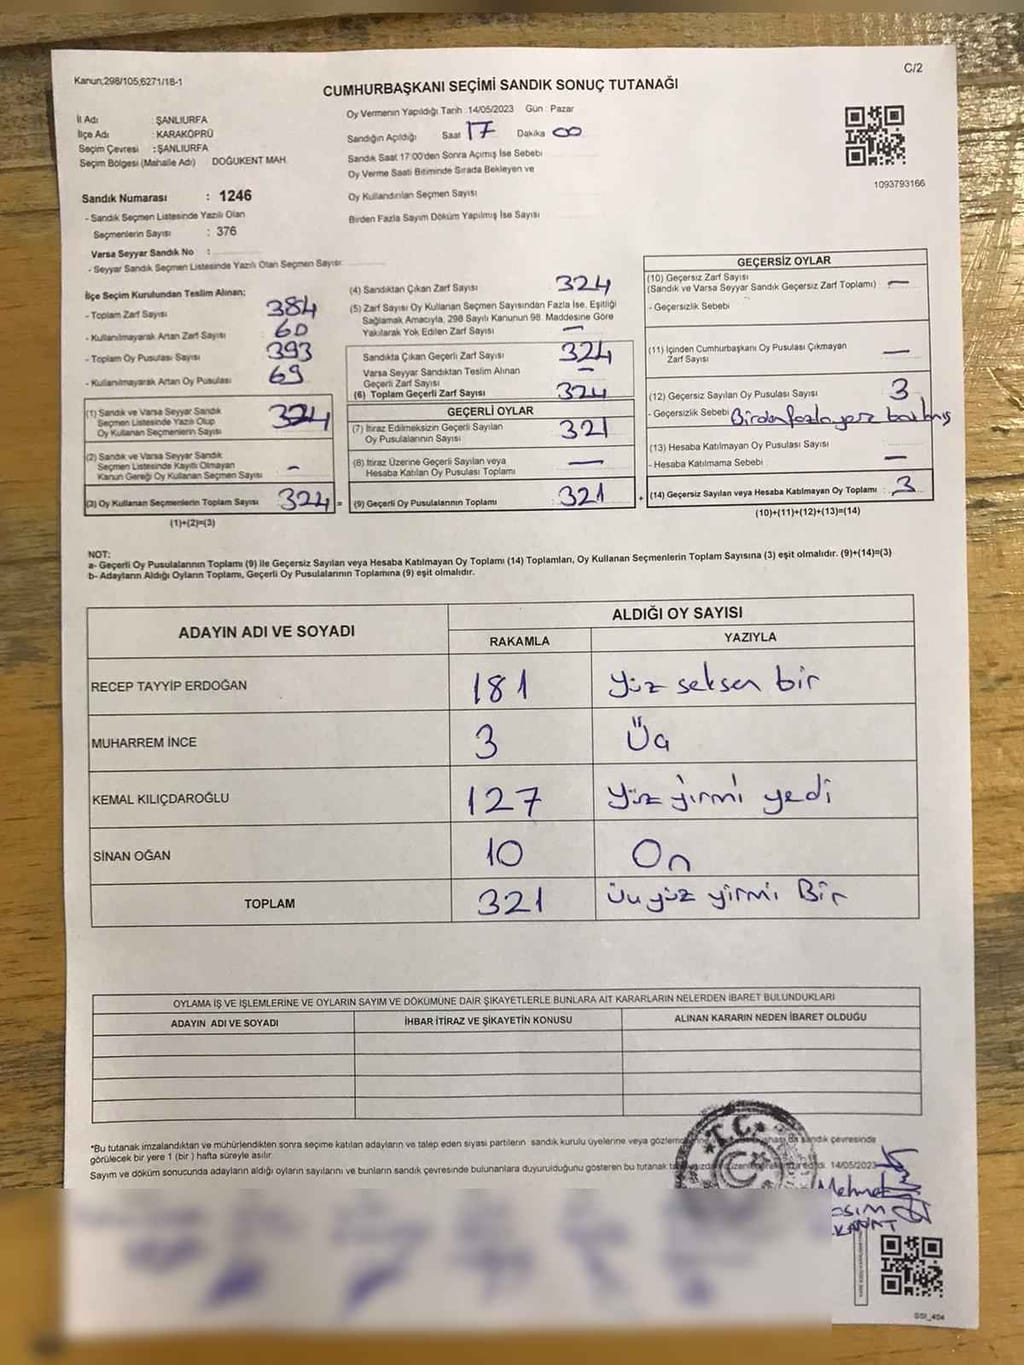 Kanun;298/105;6271/18-1
C/2
CUMHURBAŞKANI SEÇİMİ SANDIK SONUÇ TUTANAĞI
İl Adı : ŞANLIURFA
İlçe Adı : KARAKÖPRÜ
Seçim Çevresi : ŞANLIURFA
Seçim Bölgesi (Mahalle Adı) DOĞUKENT MAH.
Oy Vermenin Yapıldığı Tarih :14/05/2023 Gün : Pazar
Sandığın Açıldığı Saat 17 Dakika 00
Sandık Saat 17:00'den Sonra Açımış İse Sebebi
Oy Verme Saati Bitiminde Sırada Bekleyen ve
Oy Kullandırılan Seçmen Sayısı
Birden Fazla Sayım Döküm Yapılmış İse Sayısı
1093793166
Sandık Numarası : 1246
- Sandık Seçmen Listesinde Yazılı Olan
Seçmenlerin Sayısı : 376
Varsa Seyyar Sandık No :
- Seyyar Sandık Seçmen Listesinde Yazılı Olan Seçmen Sayısı:
İlçe Seçim Kurulundan Teslim Alınan;
- Toplam Zarf Sayısı 384
- Kullanılmayarak Artan Zarf Sayısı 60
- Toplam Oy Pusulası Sayısı 393
- Kullanılmayarak Artan Oy Pusulası 69
(1) Sandık ve Varsa Seyyar Sandık
Seçmen Listesinde Yazılı Olup
Oy Kullanan Seçmenlerin Sayısı 324
(2) Sandık ve Varsa Seyyar Sandık
Seçmen Listesinde Kayıtlı Olmayan
Kanun Gereği Oy Kullanan Seçmen Sayısı -
(3) Oy Kullanan Seçmenlerin Toplam Sayısı 324 =
(1)+(2)=(3)
(4) Sandıktan Çıkan Zarf Sayısı 324
(5) Zarf Sayısı Oy Kullanan Seçmen Sayısından Fazla İse, Eşitliği
Sağlamak Amacıyla, 298 Sayılı Kanunun 98. Maddesine Göre
Yakılarak Yok Edilen Zarf Sayısı -
Sandıkta Çıkan Geçerli Zarf Sayısı 324
Varsa Seyyar Sandıktan Teslim Alınan
Geçerli Zarf Sayısı -
(6) Toplam Geçerli Zarf Sayısı 324
GEÇERLİ OYLAR
(7) İtiraz Edilmeksizin Geçerli Sayılan
Oy Pusulalarının Sayısı 321
(8) İtiraz Üzerine Geçerli Sayılan veya
Hesaba Katılan Oy Pusulası Toplamı -
(9) Geçerli Oy Pusulalarının Toplamı 321 +
GEÇERSİZ OYLAR
(10) Geçersiz Zarf Sayısı
(Sandık ve Varsa Seyyar Sandık Geçersiz Zarf Toplamı) -
- Geçersizlik Sebebi
(11) İçinden Cumhurbaşkanı Oy Pusulası Çıkmayan
Zarf Sayısı -
(12) Geçersiz Sayılan Oy Pusulası Sayısı 3
- Geçersizlik Sebebi Birden fazla yere basılmış
(13) Hesaba Katılmayan Oy Pusulası Sayısı
- Hesaba Katılmama Sebebi -
(14) Geçersiz Sayılan veya Hesaba Katılmayan Oy Toplamı 3
(10)+(11)+(12)+(13)=(14)
NOT:
a- Geçerli Oy Pusulalarının Toplamı (9) ile Geçersiz Sayılan veya Hesaba Katılmayan Oy Toplamı (14) Toplamları, Oy Kullanan Seçmenlerin Toplam Sayısına (3) eşit olmalıdır. (9)+(14)=(3)
b- Adayların Aldığı Oyların Toplamı, Geçerli Oy Pusulalarının Toplamına (9) eşit olmalıdır.
ADAYIN ADI VE SOYADI
ALDIĞI OY SAYISI
RAKAMLA YAZIYLA
RECEP TAYYİP ERDOĞAN 181 Yüz seksen bir
MUHARREM İNCE 3 Üç
KEMAL KILIÇDAROĞLU 127 Yüz yirmi yedi
SİNAN OĞAN 10 On
TOPLAM 321 Üçyüz yirmi Bir
OYLAMA İŞ VE İŞLEMLERİNE VE OYLARIN SAYIM VE DÖKÜMÜNE DAİR ŞİKAYETLERLE BUNLARA AİT KARARLARIN NELERDEN İBARET BULUNDUKLARI
ADAYIN ADI VE SOYADI İHBAR İTİRAZ VE ŞİKAYETİN KONUSU ALINAN KARARIN NEDEN İBARET OLDUĞU
*Bu tutanak imzalandıktan ve mühürlendikten sonra seçime katılan adayların ve talep eden siyasi partilerin sandık kurulu üyelerine veya sandık çevresinde
görülecek bir yere 1 (bir ) hafta süreyle asılır.
Sayım ve döküm sonucunda adayların aldığı oyların sayılarını ve bunların sandık çevresinde bulunanlara duyurulduğunu gösteren bu tutanak 14/05/2023
T.C.
Mehmet
KANAT